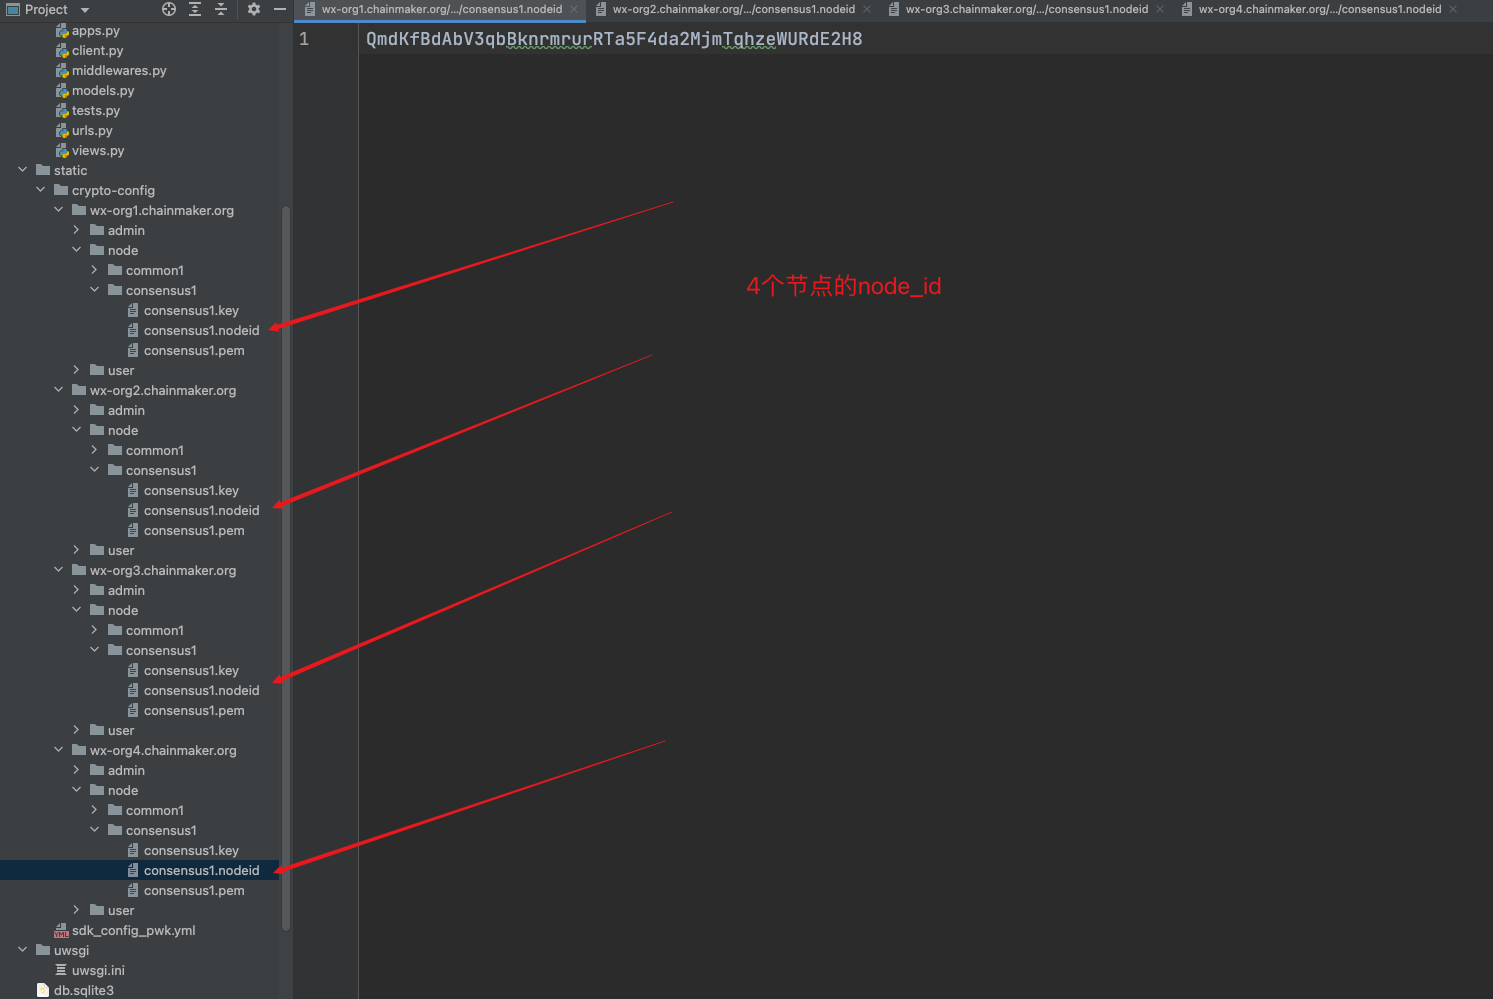 Project
wx-org1.chainmaker.org/.../consensus1.nodeid
wx-org2.chainmaker.org/.../consensus1.nodeid
wx-org3.chainmaker.org/.../consensus1.nodeid
wx-org4.chainmaker.org/.../consensus1.nodeid
1
QmdKfBdAbV3qbBknrmrurRTa5F4da2MjmTqhzeWURdE2H8
apps.py
client.py
middlewares.py
models.py
tests.py
urls.py
views.py
static
crypto-config
wx-org1.chainmaker.org
admin
node
common1
consensus1
consensus1.key
consensus1.nodeid
consensus1.pem
user
wx-org2.chainmaker.org
admin
node
common1
consensus1
consensus1.key
consensus1.nodeid
consensus1.pem
user
wx-org3.chainmaker.org
admin
node
common1
consensus1
consensus1.key
consensus1.nodeid
consensus1.pem
user
wx-org4.chainmaker.org
admin
node
common1
consensus1
consensus1.key
consensus1.nodeid
consensus1.pem
user
YML
sdk_config_pwk.yml
uwsgi
uwsgi.ini
db.sqlite3
4个节点的node_id